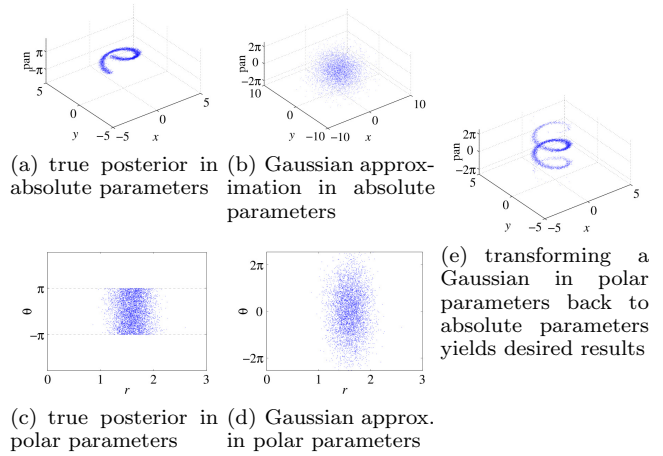 pan
π
−π
5
0
−5
−5
0
5
y
x
(a) true posterior in
absolute parameters
pan
2π
0
−2π
10
0
−10
−10
0
10
y
x
(b) Gaussian approx-
imation in absolute
parameters
θ
π
−π
0
1
2
3
r
(c) true posterior in
polar parameters
θ
2π
0
−2π
0
1
2
3
r
(d) Gaussian approx.
in polar parameters
pan
2π
0
−2π
5
0
−5
−5
0
5
y
x
(e) transforming a
Gaussian in polar
parameters back to
absolute parameters
yields desired results